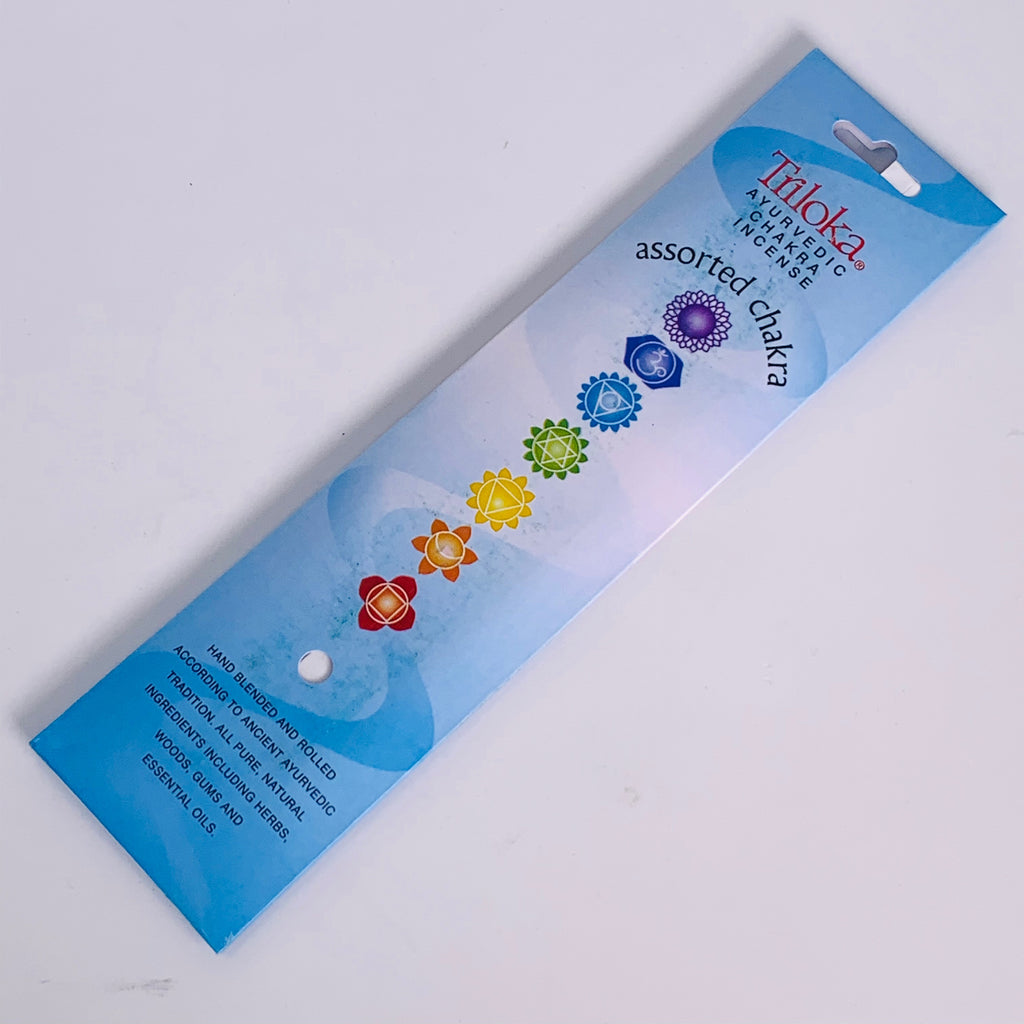 Triloka®
AYURVEDIC
CHAKRA
INCENSE
assorted chakra
ॐ
HAND BLENDED AND ROLLED
ACCORDING TO ANCIENT AYURVEDIC
TRADITION. ALL PURE, NATURAL
INGREDIENTS INCLUDING HERBS,
WOODS, GUMS AND
ESSENTIAL OILS.